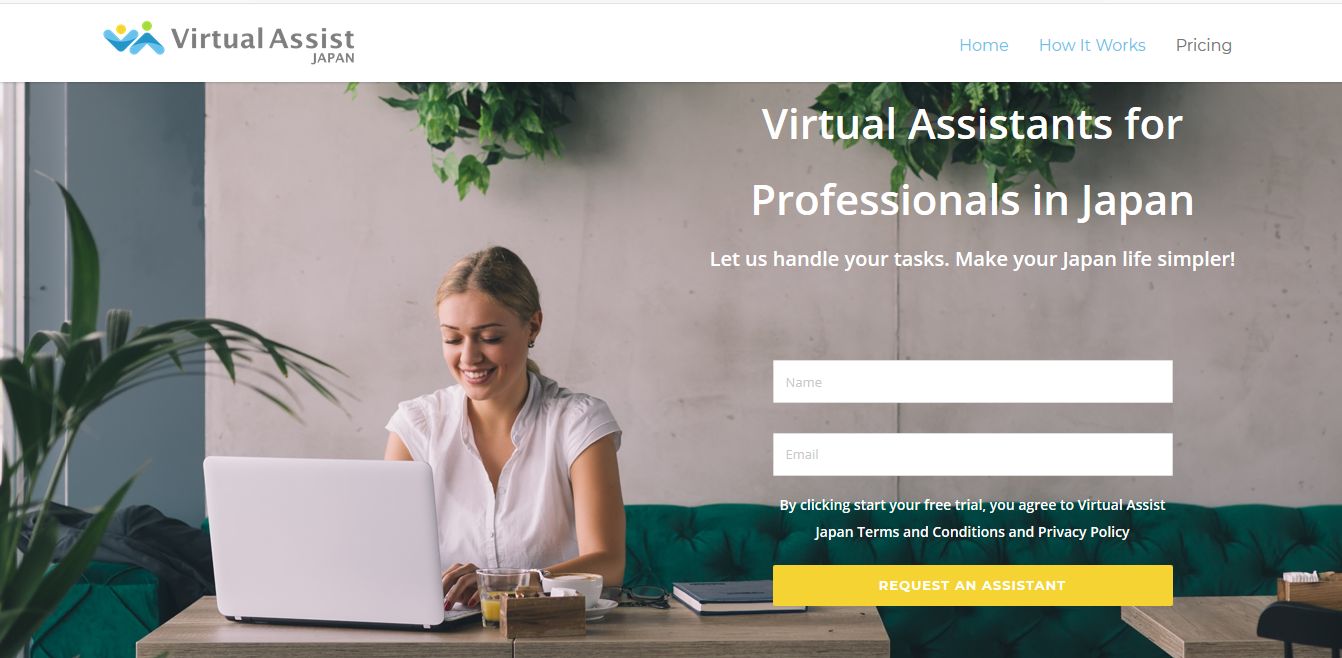 Virtual Assist
JAPAN
Home
How It Works
Pricing
Virtual Assistants for
Professionals in Japan
Let us handle your tasks. Make your Japan life simpler!
Name
Email
By clicking start your free trial, you agree to Virtual Assist
Japan Terms and Conditions and Privacy Policy
REQUEST AN ASSISTANT